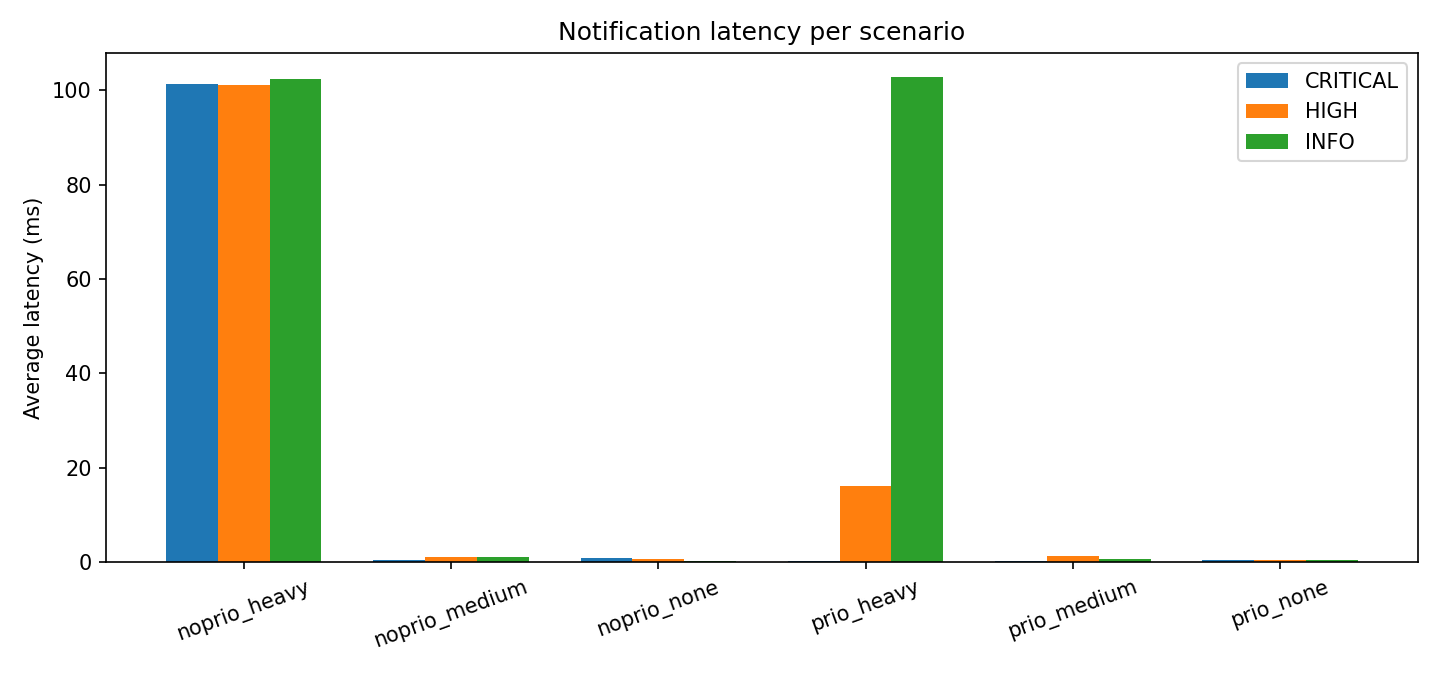 Notification latency per scenario
Average latency (ms)
100
80
60
40
20
0
CRITICAL
HIGH
INFO
noprio_heavy
noprio_medium
noprio_none
prio_heavy
prio_medium
prio_none